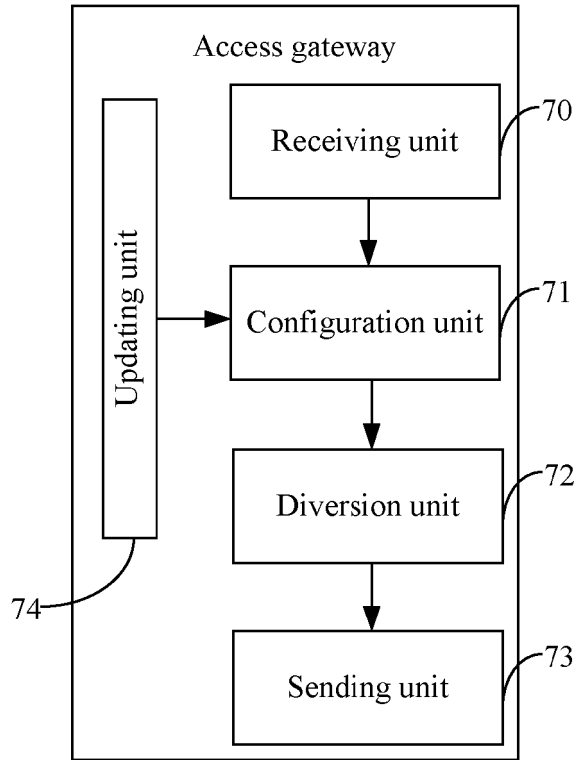 Access gateway
Receiving unit
70
Updating unit
Configuration unit
71
Diversion unit
72
74
Sending unit
73